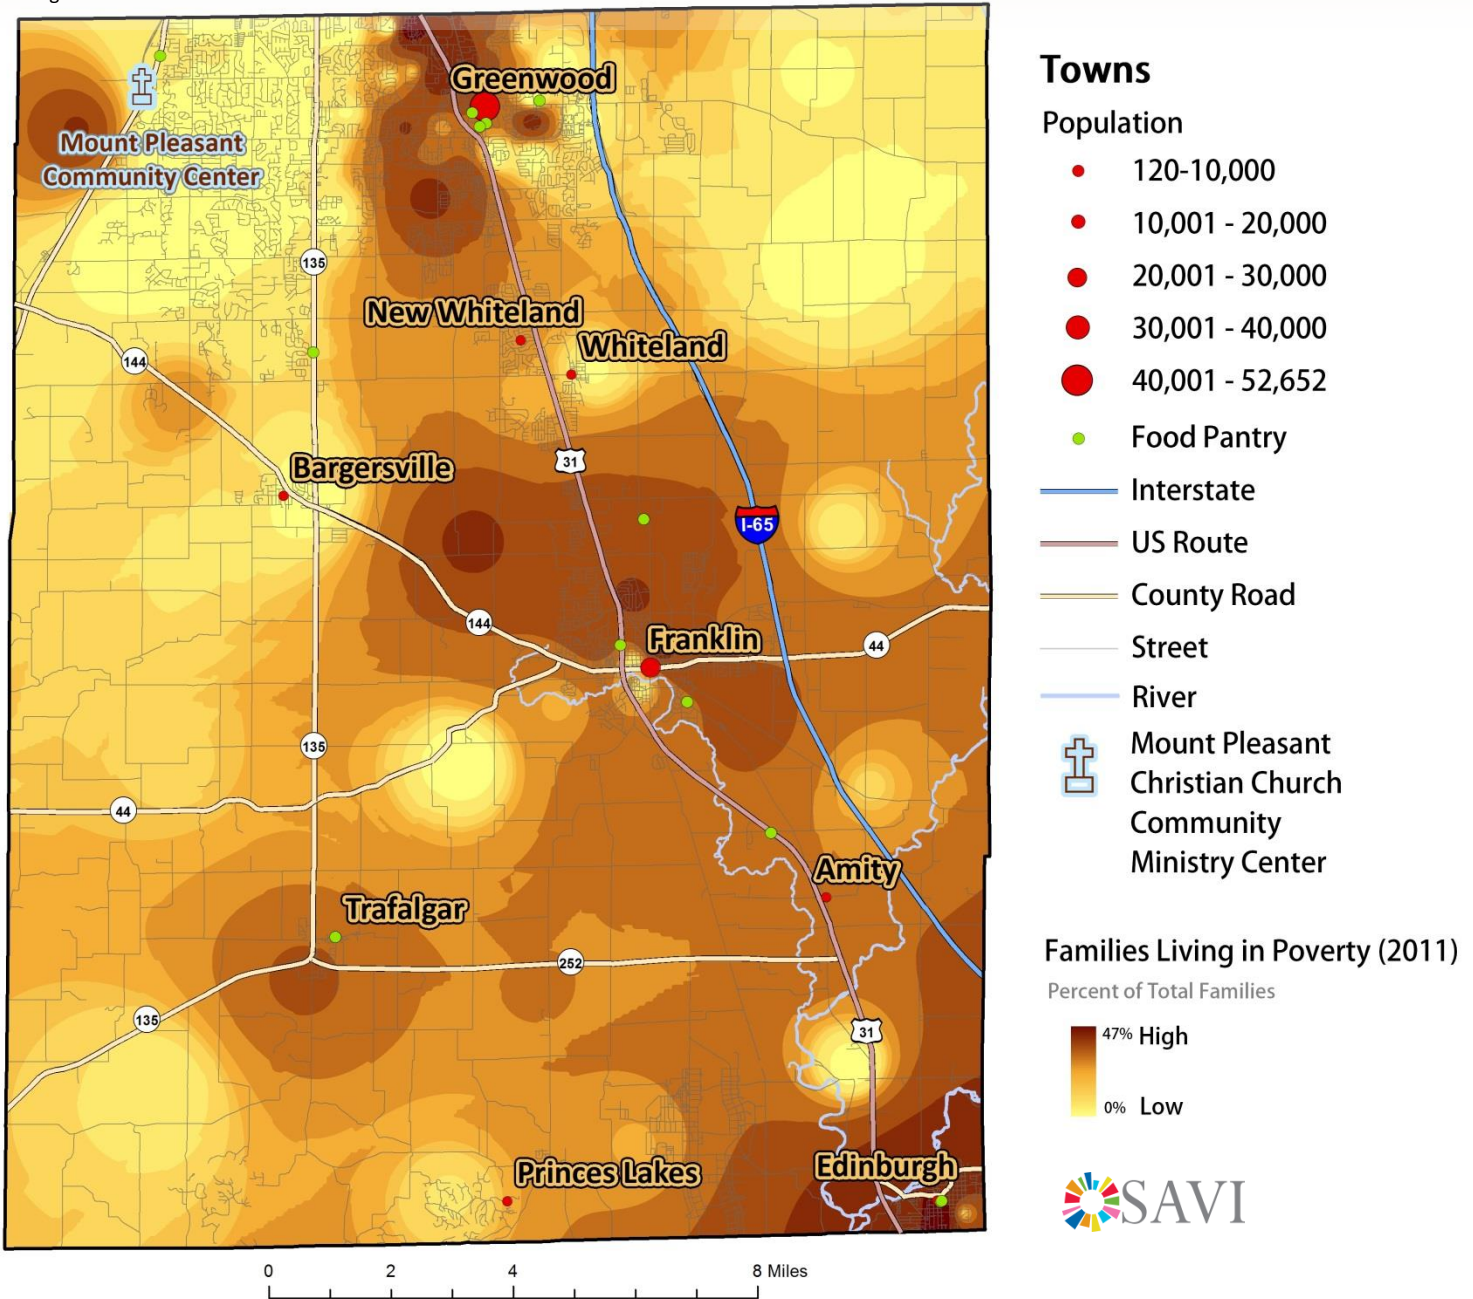 Greenwood
Mount Pleasant
Community Center
135
New Whiteland
Whiteland
144
Bargersville
31
I-65
144
Franklin
44
135
44
Amity
Trafalgar
252
135
31
Princes Lakes
Edinburgh
0 2 4 8 Miles
Towns
Population
120-10,000
10,001 - 20,000
20,001 - 30,000
30,001 - 40,000
40,001 - 52,652
Food Pantry
Interstate
US Route
County Road
Street
River
Mount Pleasant
Christian Church
Community
Ministry Center
Families Living in Poverty (2011)
Percent of Total Families
47% High
0% Low
SAVI